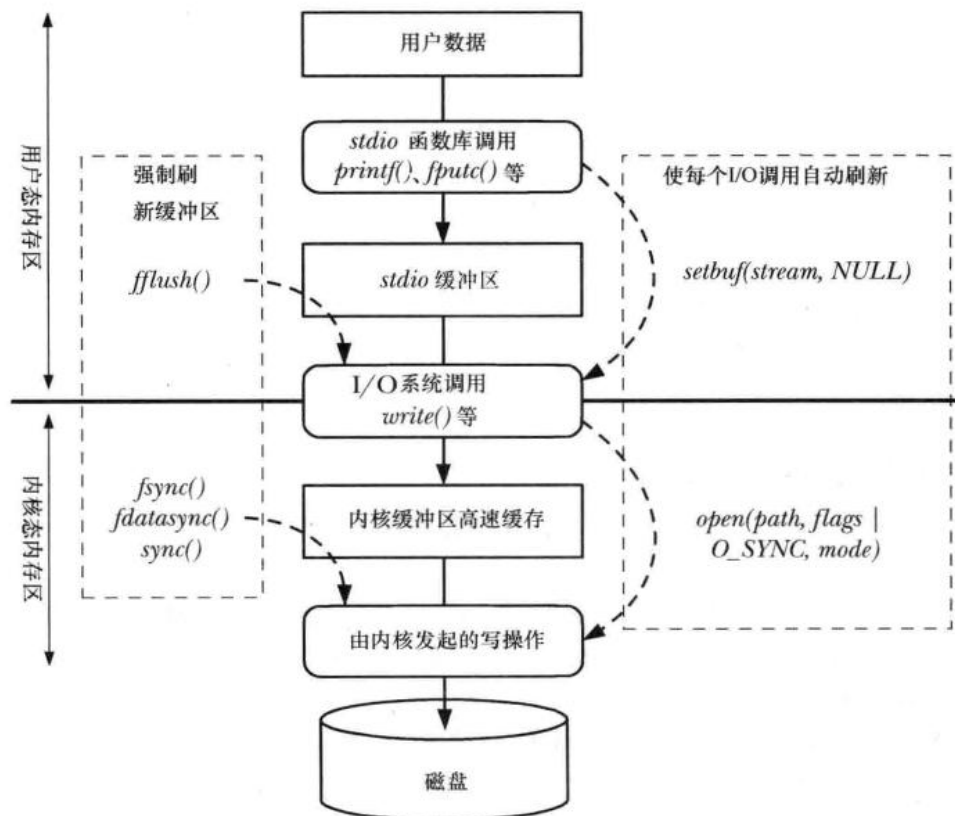 用户数据
stdio 函数库调用
printf()、fputc() 等
用户态内存区
强制刷
新缓冲区
使每个I/O调用自动刷新
fflush()
stdio 缓冲区
setbuf(stream, NULL)
I/O系统调用
write() 等
内核态内存区
fsync()
fdatasync()
sync()
内核缓冲区高速缓存
open(path, flags |
O_SYNC, mode)
由内核发起的写操作
磁盘